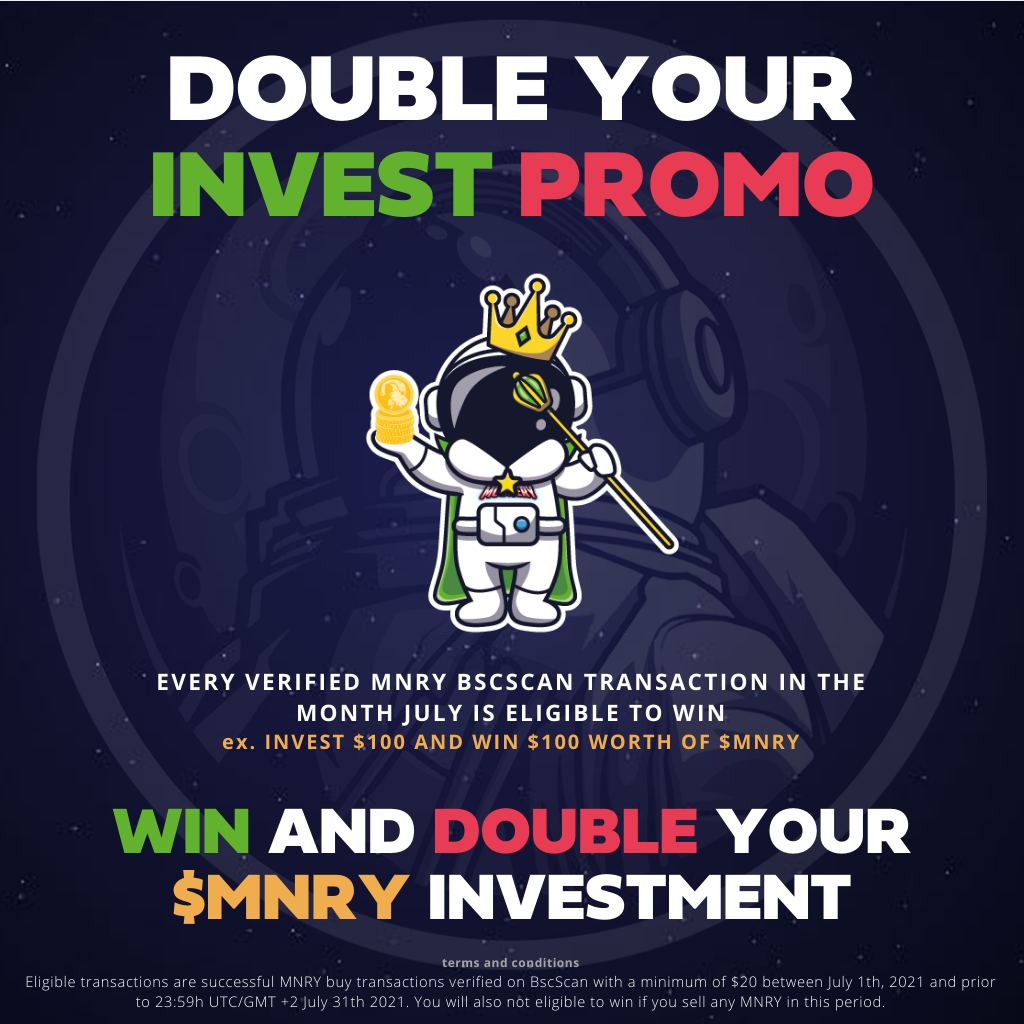 DOUBLE YOUR
INVEST PROMO
EVERY VERIFIED MNRY BSCSCAN TRANSACTION IN THE
MONTH JULY IS ELIGIBLE TO WIN
ex. INVEST $100 AND WIN $100 WORTH OF $MNRY
WIN AND DOUBLE YOUR
$MNRY INVESTMENT
terms and conditions
Eligible transactions are successful MNRY buy transactions verified on BscScan with a minimum of $20 between July 1th, 2021 and prior
to 23:59h UTC/GMT +2 July 31th 2021. You will also not eligible to win if you sell any MNRY in this period.